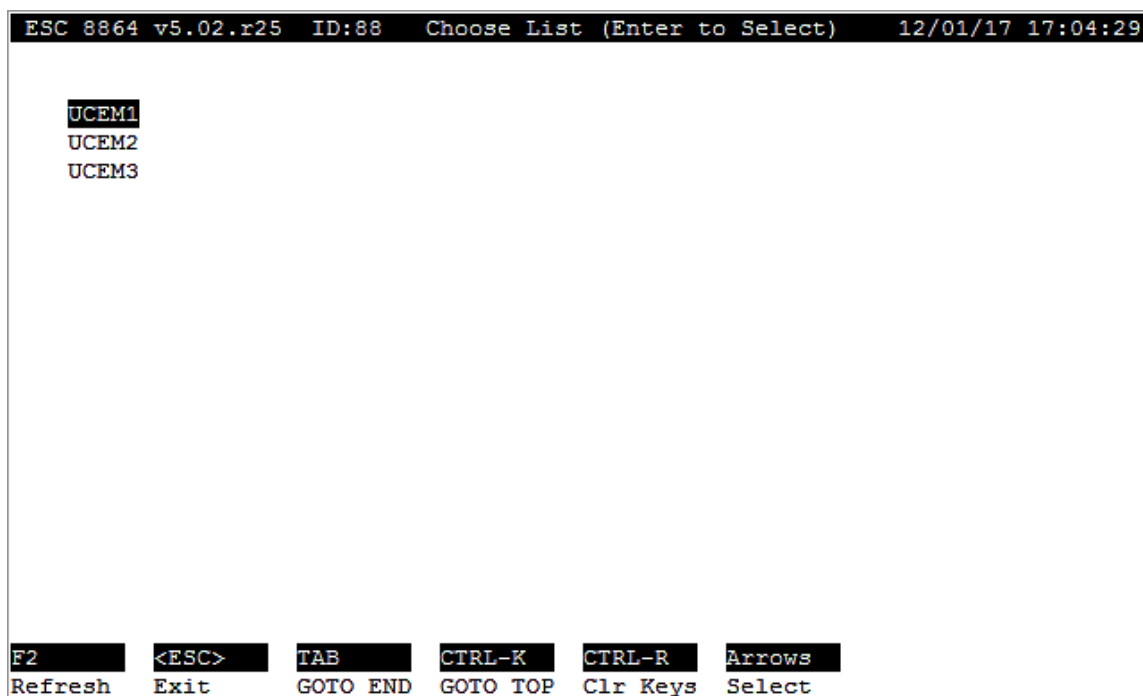 ESC 8864 v5.02.r25 ID:88 Choose List (Enter to Select) 12/01/17 17:04:29
UCEM1
UCEM2
UCEM3
F2 <ESC> TAB CTRL-K CTRL-R Arrows
Refresh Exit GOTO END GOTO TOP Clr Keys Select